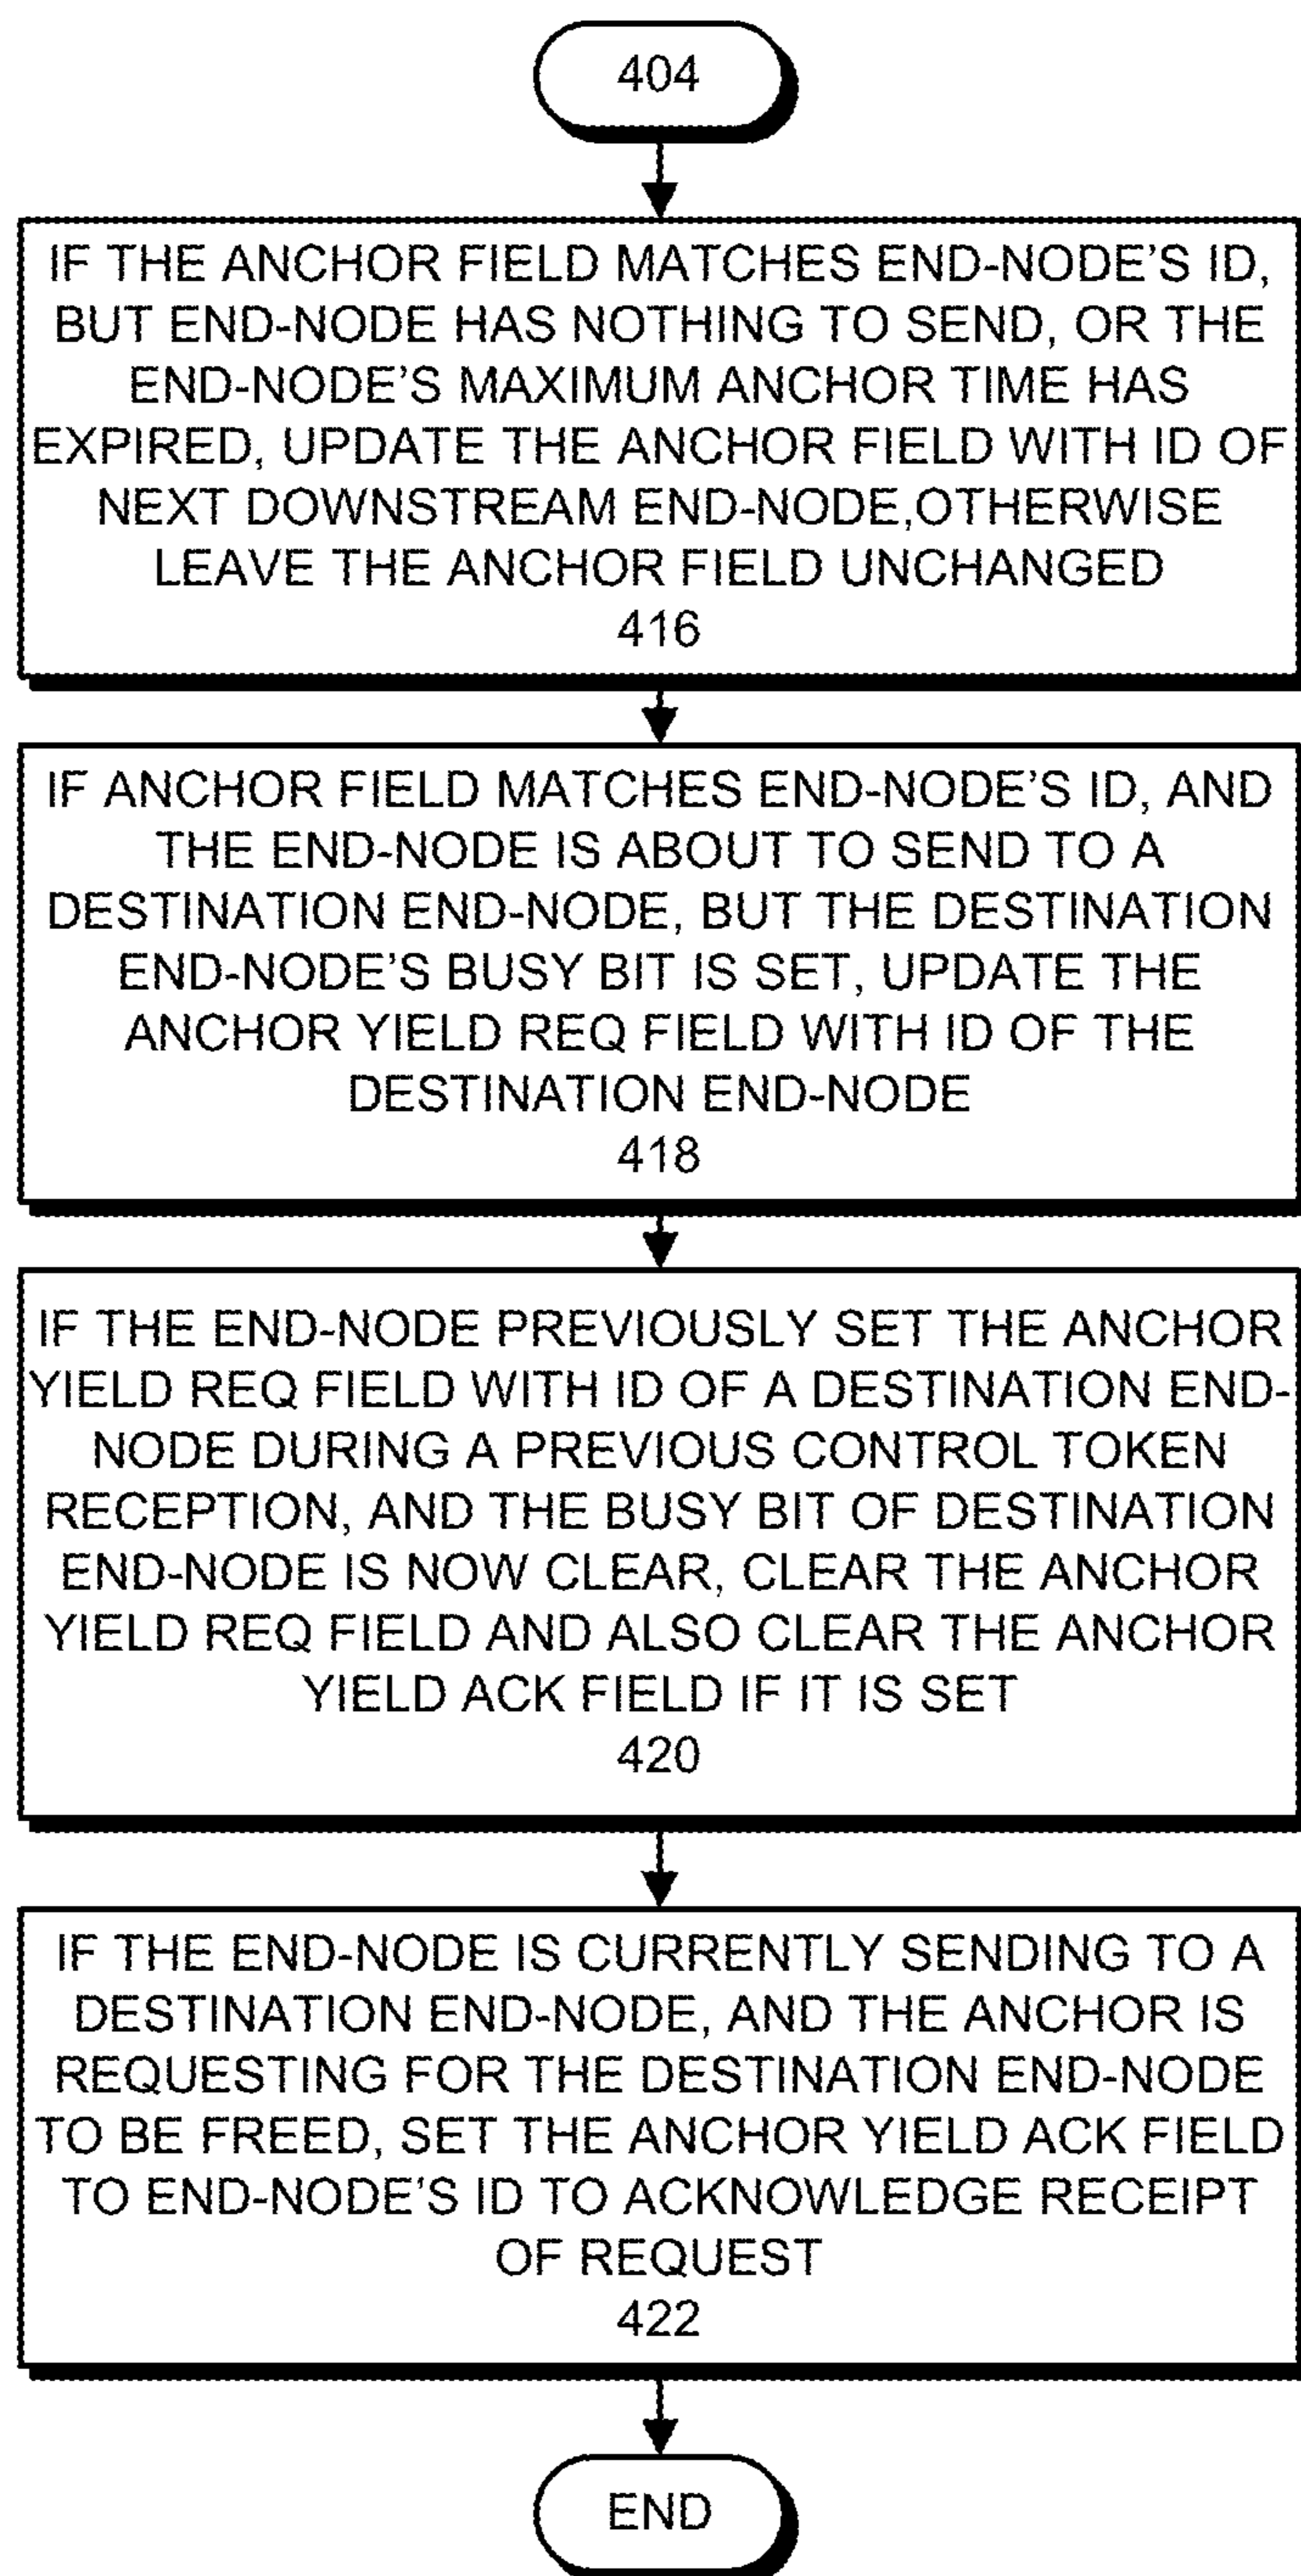 404
IF THE ANCHOR FIELD MATCHES END-NODE'S ID,
BUT END-NODE HAS NOTHING TO SEND, OR THE
END-NODE'S MAXIMUM ANCHOR TIME HAS
EXPIRED, UPDATE THE ANCHOR FIELD WITH ID OF
NEXT DOWNSTREAM END-NODE,OTHERWISE
LEAVE THE ANCHOR FIELD UNCHANGED
416
IF ANCHOR FIELD MATCHES END-NODE'S ID, AND
THE END-NODE IS ABOUT TO SEND TO A
DESTINATION END-NODE, BUT THE DESTINATION
END-NODE'S BUSY BIT IS SET, UPDATE THE
ANCHOR YIELD REQ FIELD WITH ID OF THE
DESTINATION END-NODE
418
IF THE END-NODE PREVIOUSLY SET THE ANCHOR
YIELD REQ FIELD WITH ID OF A DESTINATION END-
NODE DURING A PREVIOUS CONTROL TOKEN
RECEPTION, AND THE BUSY BIT OF DESTINATION
END-NODE IS NOW CLEAR, CLEAR THE ANCHOR
YIELD REQ FIELD AND ALSO CLEAR THE ANCHOR
YIELD ACK FIELD IF IT IS SET
420
IF THE END-NODE IS CURRENTLY SENDING TO A
DESTINATION END-NODE, AND THE ANCHOR IS
REQUESTING FOR THE DESTINATION END-NODE
TO BE FREED, SET THE ANCHOR YIELD ACK FIELD
TO END-NODE'S ID TO ACKNOWLEDGE RECEIPT
OF REQUEST
422
END